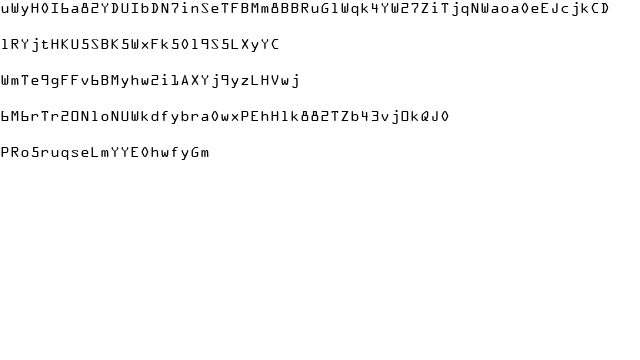 uWyH0I6a82YDUIbDN7inSeTFBMm8BBRuGlWqk4YW27ZiTjqNWaoa0eEJcjkCD
lRYjtHKU5SBK5WxFk50l9S5LXyYC
WmTe9gFFv6BMyhw2i1AXYj9yzLHVwj
6M6rTr2ONloNUWkdfybra0wxPEhHlk882TZb43vjOkQJ0
PRo5ruqseLmYYE0hwfyGm